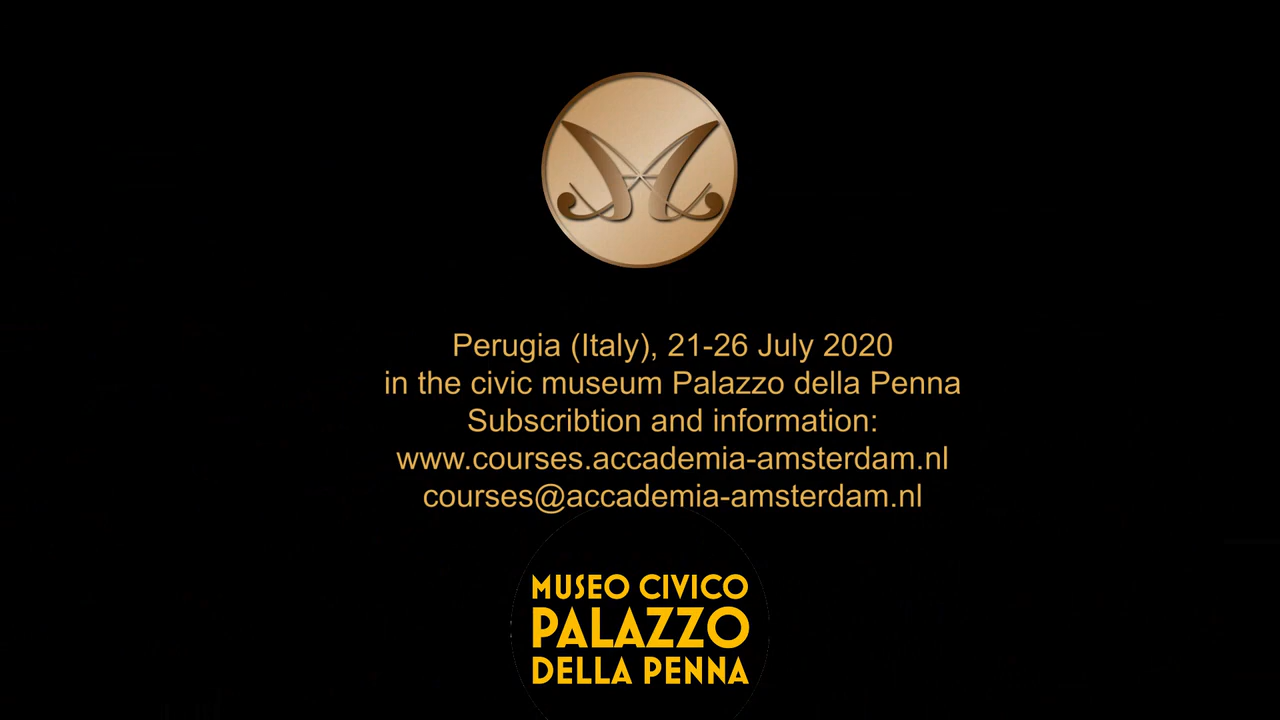 Perugia (Italy), 21-26 July 2020
in the civic museum Palazzo della Penna
Subscribtion and information:
www.courses.accademia-amsterdam.nl
courses@accademia-amsterdam.nl
MUSEO CIVICO
PALAZZO
DELLA PENNA